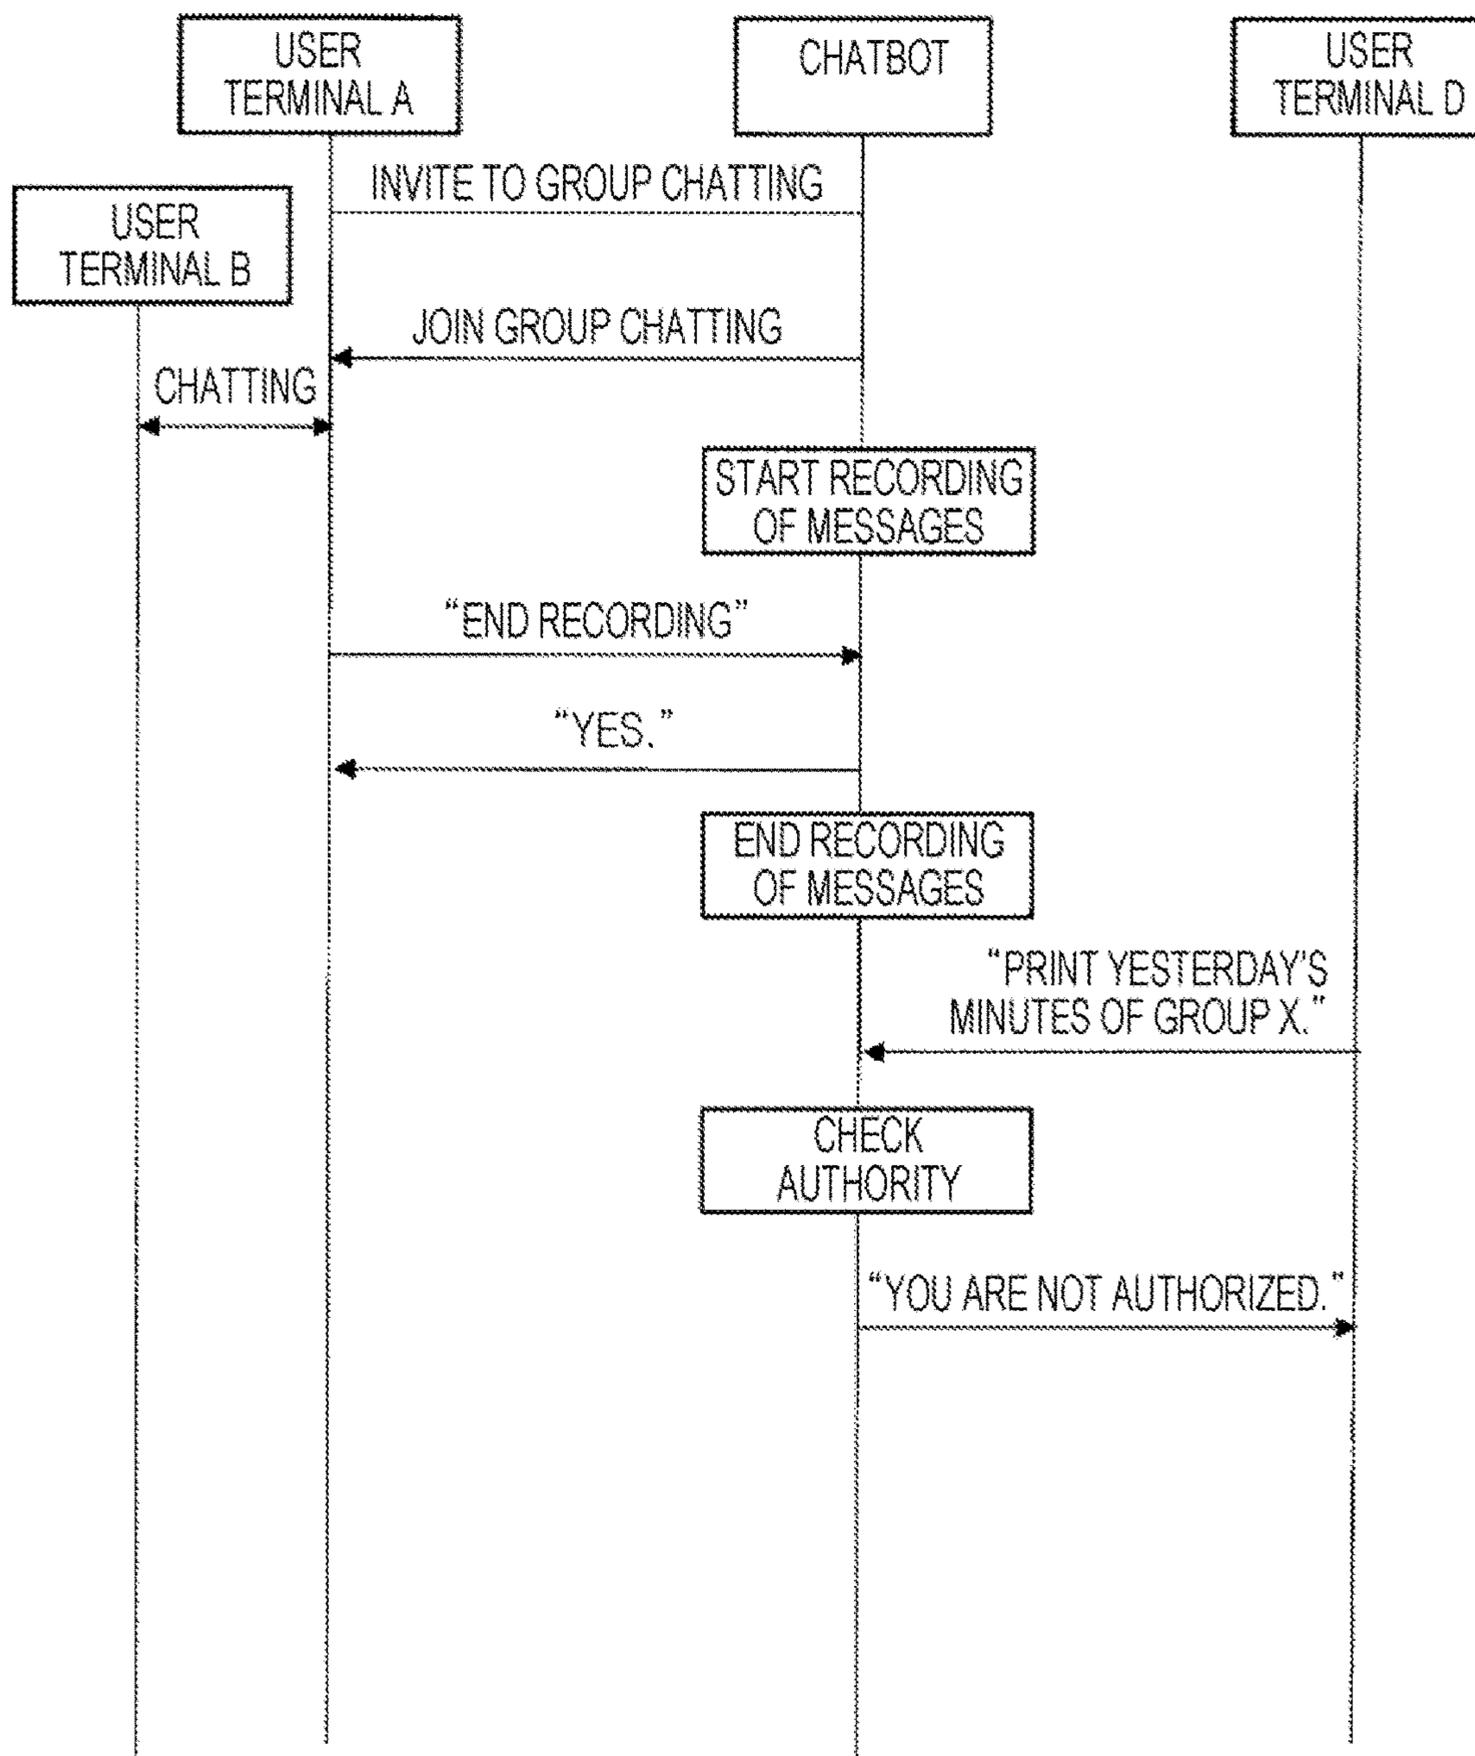 USER
TERMINAL A
CHATBOT
USER
TERMINAL D
INVITE TO GROUP CHATTING
USER
TERMINAL B
JOIN GROUP CHATTING
CHATTING
START RECORDING
OF MESSAGES
“END RECORDING”
“YES.”
END RECORDING
OF MESSAGES
“PRINT YESTERDAY'S
MINUTES OF GROUP X.”
CHECK
AUTHORITY
“YOU ARE NOT AUTHORIZED.”